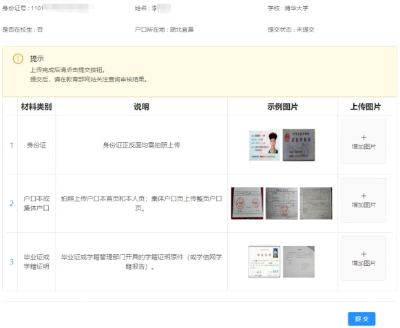 身份证号：1101
姓名：李
学校：清华大学
是否在校生：否
户口所在地：湖北宜昌
提交状态：未提交
提示
上传完成后请点击提交按钮。
提交后，请在教育部网站关注查询审核结果。
材料类别 说明 示例图片 上传图片
1 身份证 身份证正反面均需拍照上传
+
增加图片
2 户口本或
集体户口
拍照上传户口本首页和本人页；集体户口页上传整页户口
页。
+
增加图片
3 毕业证或
学籍证明
毕业证或学籍管理部门开具的学籍证明原件（或学信网学
籍报告）。
+
增加图片
提 交